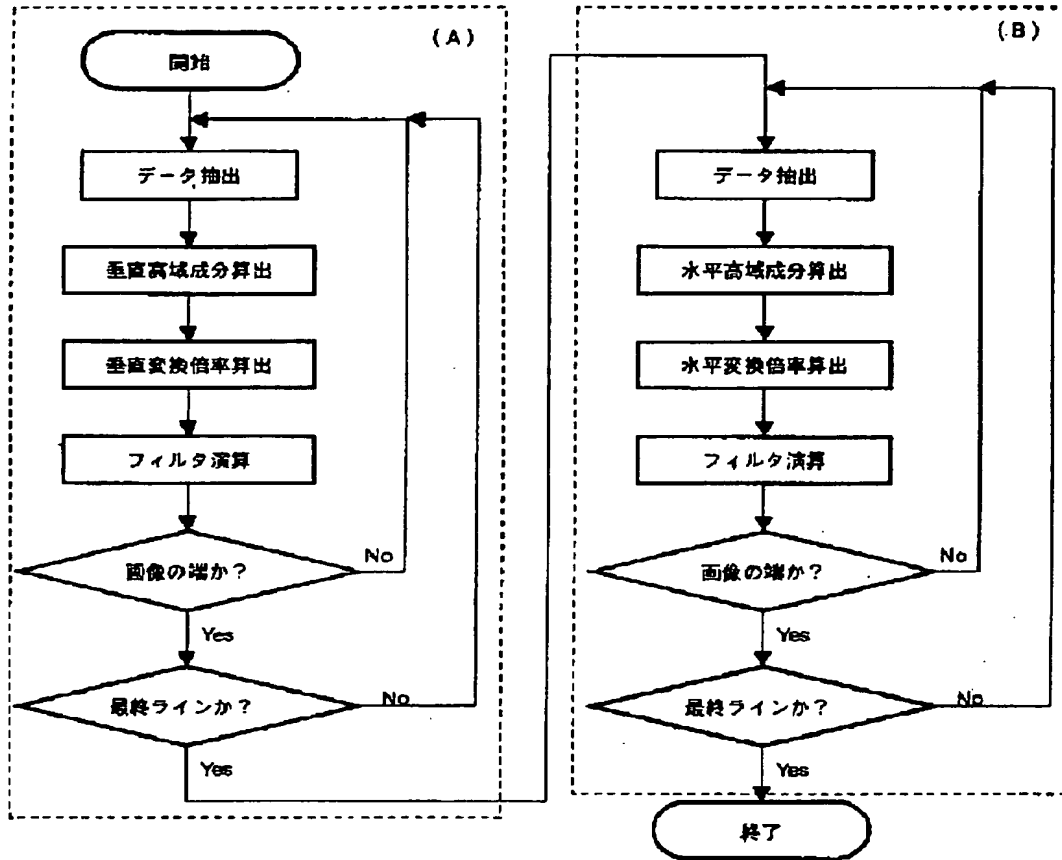 (A)
開始
データ抽出
垂直高域成分算出
垂直変換倍率算出
フィルタ演算
画像の端か?
No
Yes
最終ラインか?
No
Yes
(B)
データ抽出
水平高域成分算出
水平変換倍率算出
フィルタ演算
画像の端か?
No
Yes
最終ラインか?
No
Yes
終了